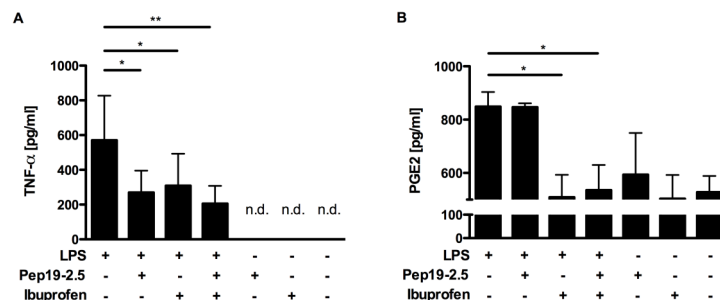 A
**
*
*
1000
800
600
400
200
0
TNF-α [pg/ml]
n.d. n.d. n.d.
LPS + + + + - - -
Pep19-2.5 - + - + + - -
Ibuprofen - - + + - + -
B
*
*
1000
800
600
100
0
PGE2 [pg/ml]
LPS + + + + - - -
Pep19-2.5 - + - + + - -
Ibuprofen - - + + - + -